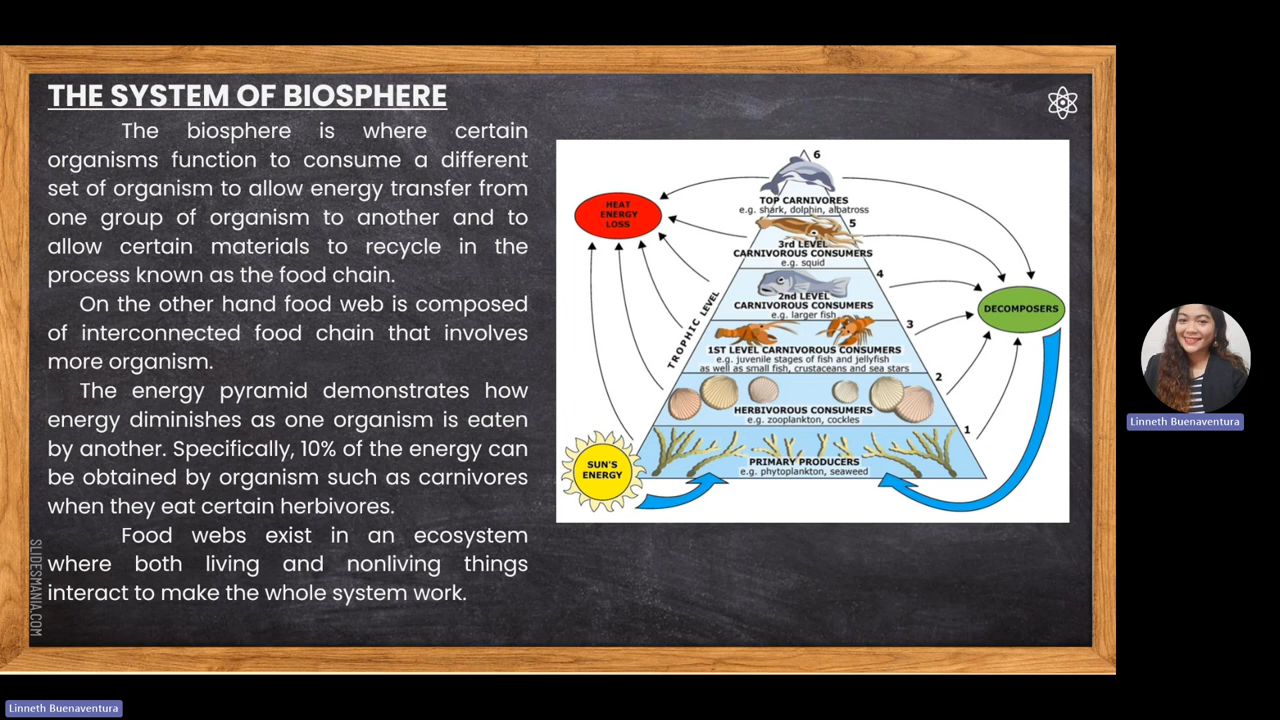 THE SYSTEM OF BIOSPHERE
The biosphere is where certain
organisms function to consume a different
set of organism to allow energy transfer from
one group of organism to another and to
allow certain materials to recycle in the
process known as the food chain.
On the other hand food web is composed
of interconnected food chain that involves
more organism.
The energy pyramid demonstrates how
energy diminishes as one organism is eaten
by another. Specifically, 10% of the energy can
be obtained by organism such as carnivores
when they eat certain herbivores.
Food webs exist in an ecosystem
where both living and nonliving things
interact to make the whole system work.
SLIDESMANIA.COM
6
TOP CARNIVORES
e.g. shark, dolphin, albatross
HEAT
ENERGY
LOSS
5
3rd LEVEL
CARNIVOROUS CONSUMERS
e.g. squid
4
2nd LEVEL
CARNIVOROUS CONSUMERS
e.g. larger fish
DECOMPOSERS
TROPHIC LEVEL
3
1ST LEVEL CARNIVOROUS CONSUMERS
e.g. juvenile stages of fish and jellyfish
as well as small fish, crustaceans and sea stars
2
HERBIVOROUS CONSUMERS
e.g. zooplankton, cockles
1
PRIMARY PRODUCERS
e.g. phytoplankton, seaweed
SUN'S
ENERGY
Linneth Buenaventura
Linneth Buenaventura